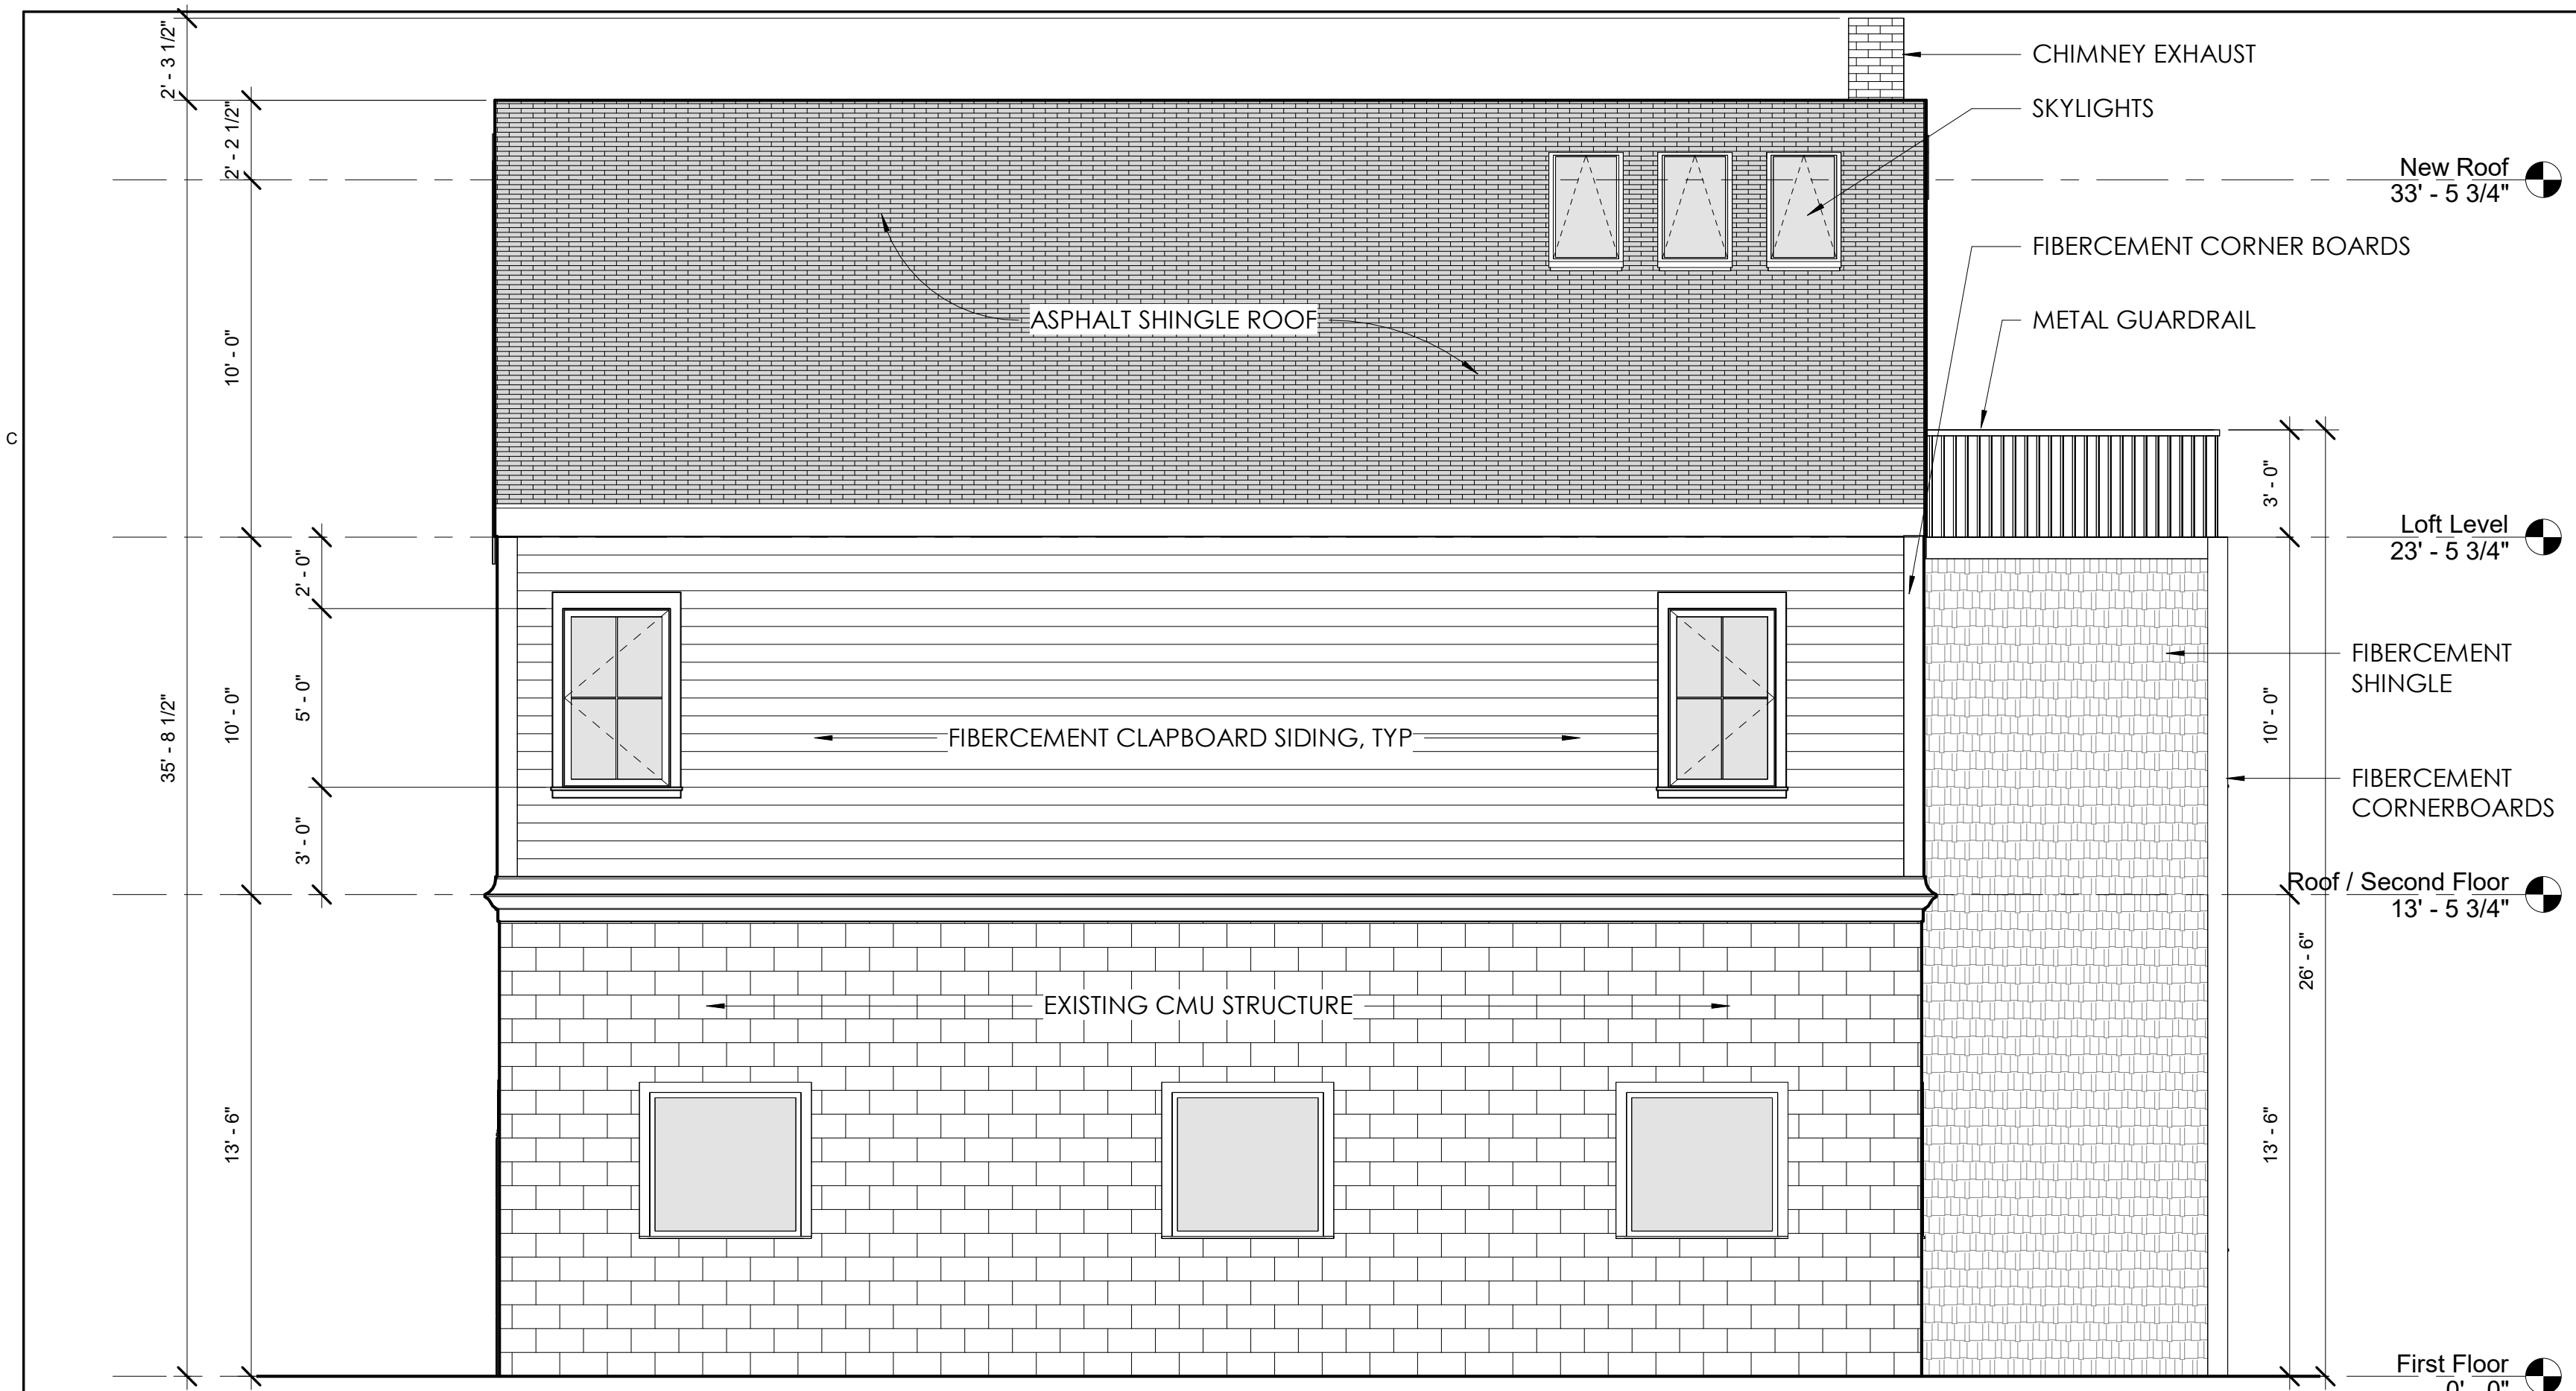 2' - 3 1/2"
CHIMNEY EXHAUST
SKYLIGHTS
2' - 2 1/2"
New Roof
33' - 5 3/4"
FIBERCEMENT CORNER BOARDS
ASPHALT SHINGLE ROOF
METAL GUARDRAIL
10' - 0"
C
3' - 0"
Loft Level
23' - 5 3/4"
2' - 0"
FIBERCEMENT
SHINGLE
35' - 8 1/2"
10' - 0"
5' - 0"
FIBERCEMENT CLAPBOARD SIDING, TYP
10' - 0"
FIBERCEMENT
CORNERBOARDS
3' - 0"
Roof / Second Floor
13' - 5 3/4"
26' - 6"
EXISTING CMU STRUCTURE
13' - 6"
13' - 6"
First Floor
0' - 0"